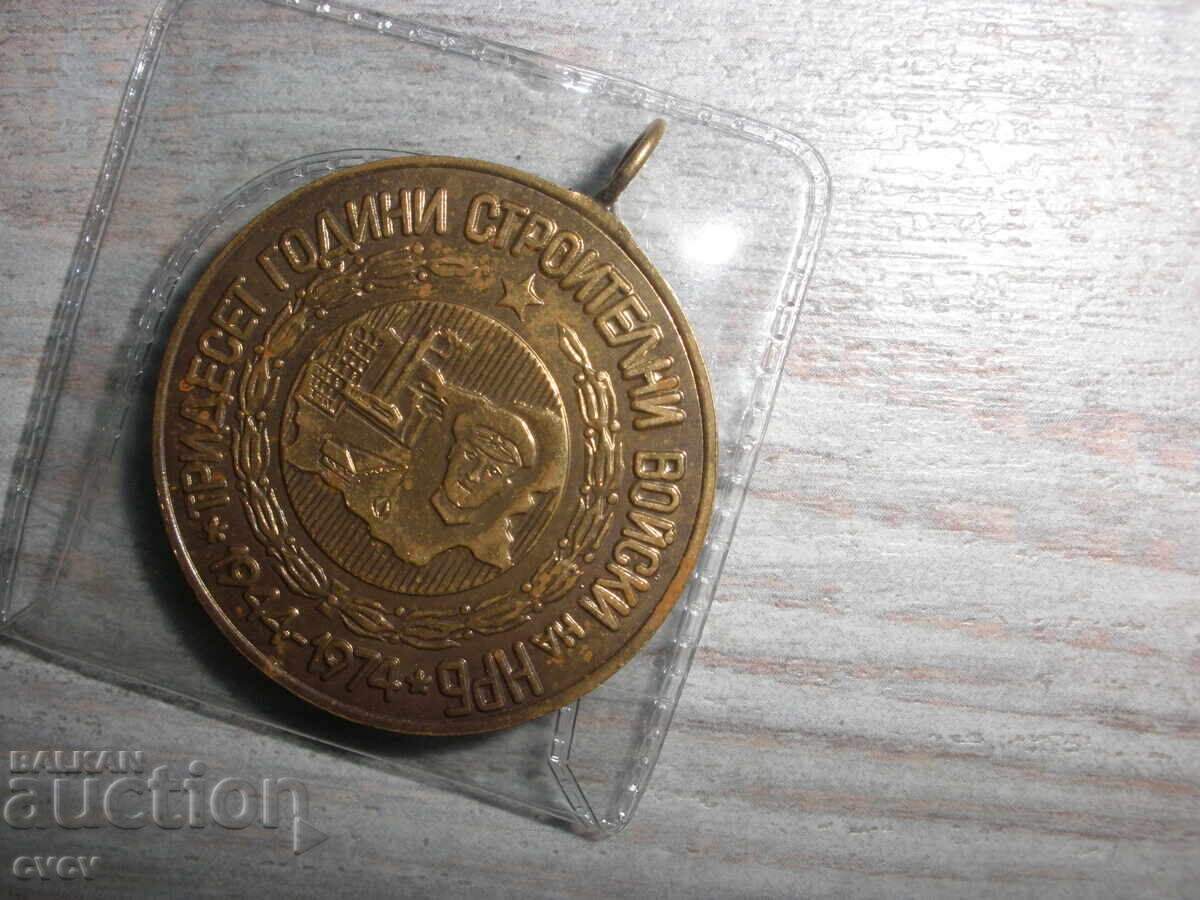 *ТРИДЕСЕТ ГОДИНИ СТРОИТЕЛНИ ВОЙСКИ НА НРБ*
1944-1974
BALKAN
auction
cvcv